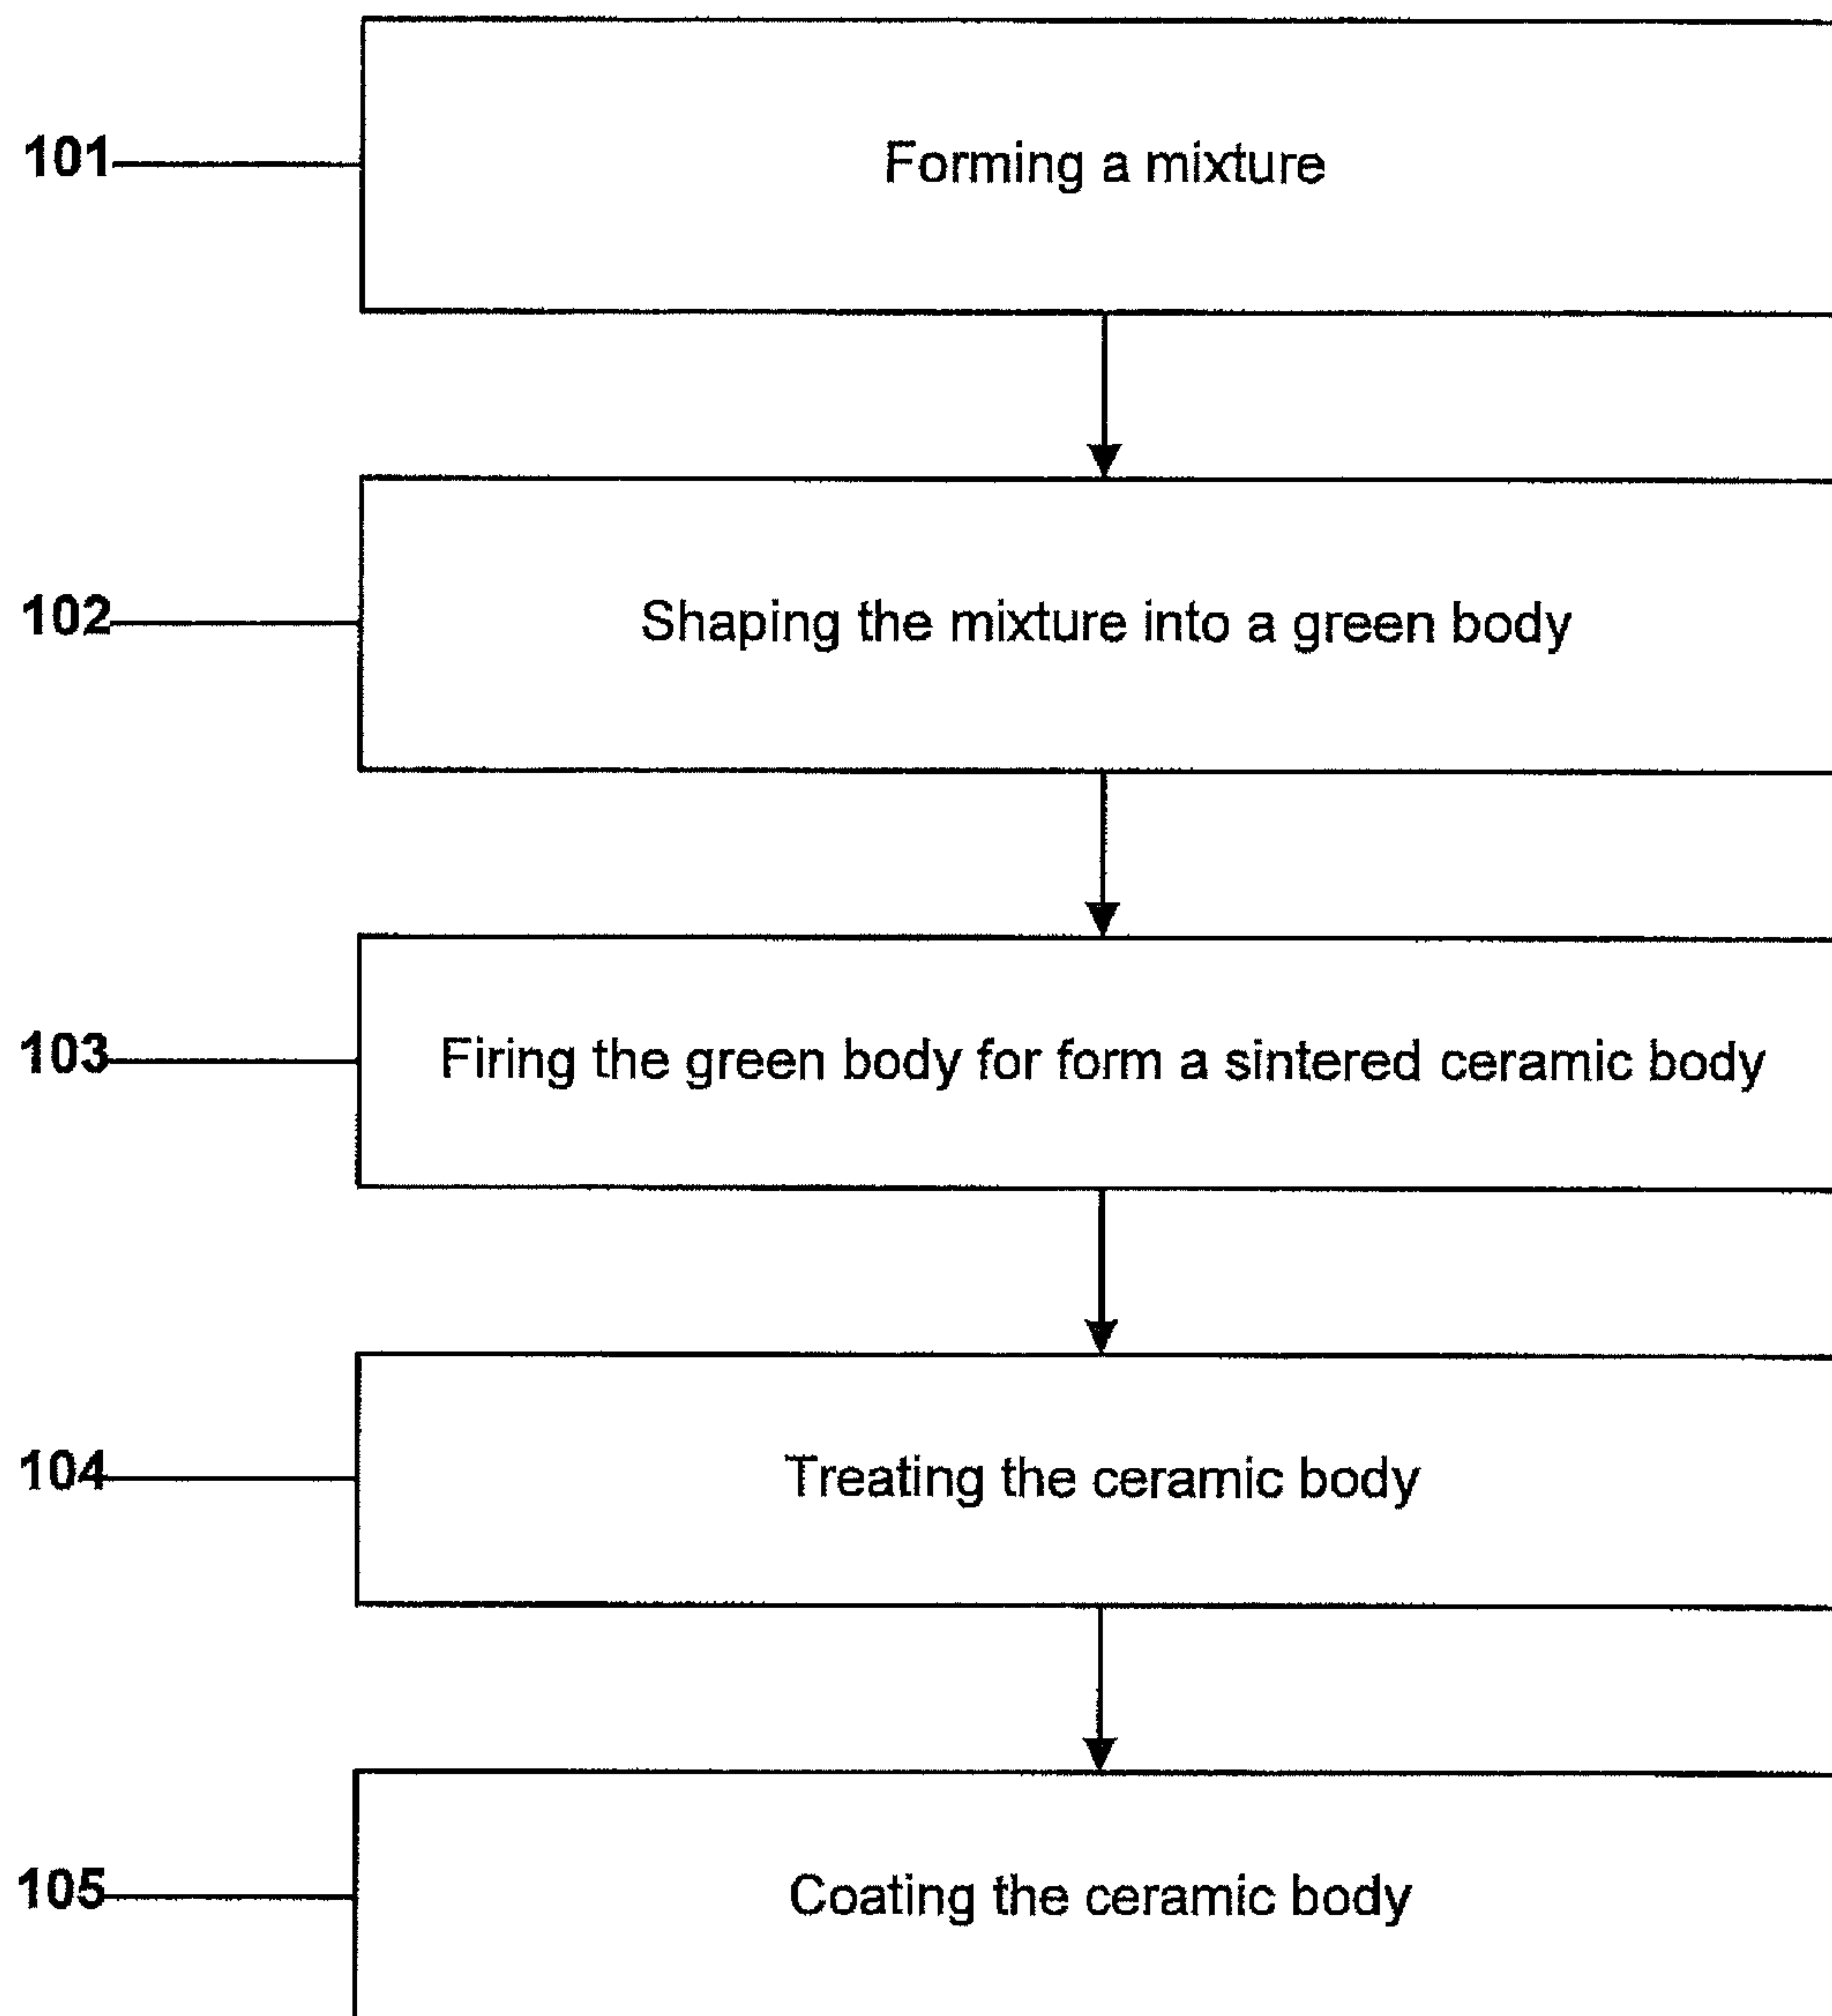 101 Forming a mixture
102 Shaping the mixture into a green body
103 Firing the green body for form a sintered ceramic body
104 Treating the ceramic body
105 Coating the ceramic body